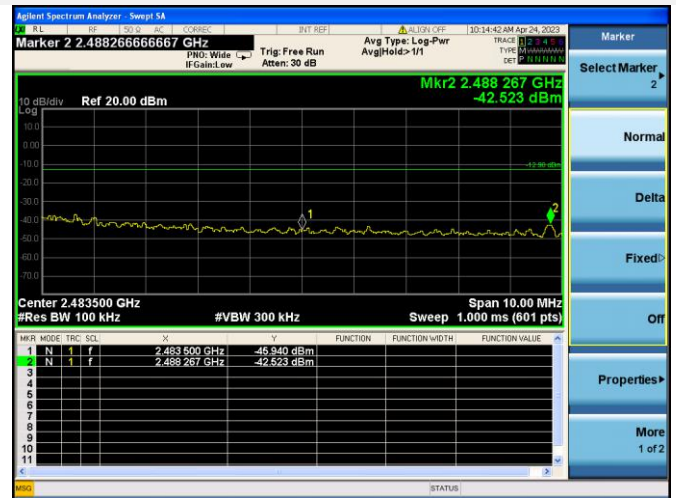 Agilent Spectrum Analyzer - Swept SA
RL RF 50 Ω AC CORREC INT REF ALIGN OFF 10:14:42 AM Apr 24, 2023
Marker 2 2.488266666667 GHz
PNO: Wide
IFGain:Low
Trig: Free Run
Atten: 30 dB
Avg Type: Log-Pwr
Avg|Hold:>1/1
TRACE 1 2 3 4 5 6
TYPE
DET P N N N N N
Mkr2 2.488 267 GHz
-42.523 dBm
10 dB/div Ref 20.00 dBm
Log
10.0
0.00
-10.0
-20.0
-30.0
-40.0
-50.0
-60.0
-70.0
1
2
Center 2.483500 GHz Span 10.00 MHz
#Res BW 100 kHz #VBW 300 kHz Sweep 1.000 ms (601 pts)
MKR MODE TRC SCL X Y FUNCTION FUNCTION WIDTH FUNCTION VALUE
1 N 1 f 2.483 500 GHz -45.940 dBm
2 N 1 f 2.488 267 GHz -42.523 dBm
3
4
5
6
7
8
9
10
11
MSG STATUS
Marker
Select Marker
2
Normal
Delta
Fixed
Off
Properties
More
1 of 2